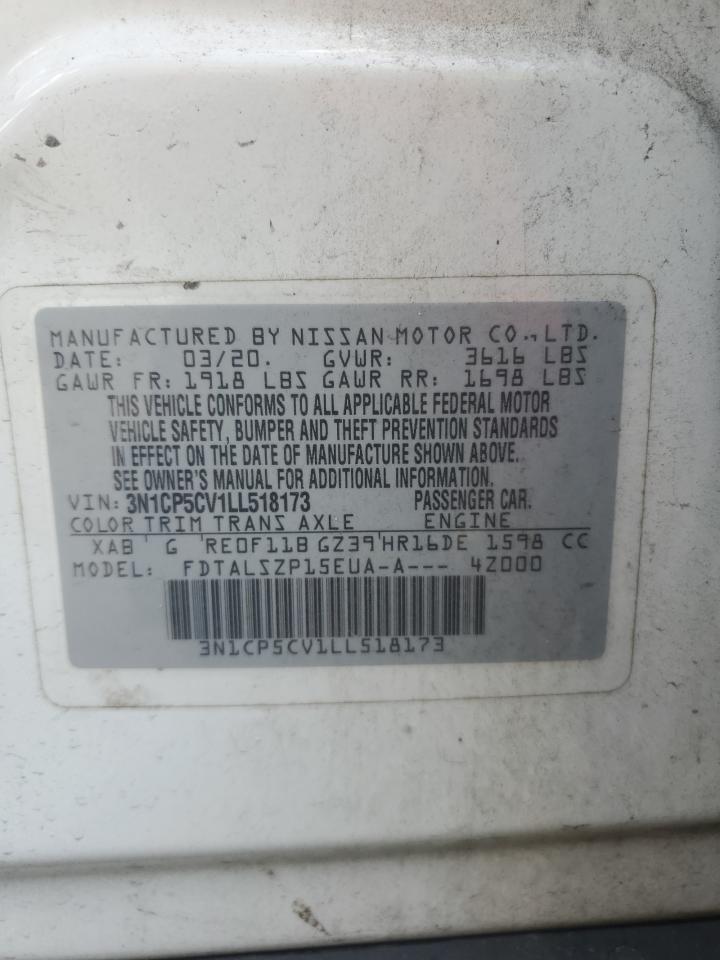 MANUFACTURED BY NISSAN MOTOR CO., LTD.
DATE: 03/20. GVWR: 3616 LBS
GAWR FR: 1918 LBS GAWR RR: 1698 LBS
THIS VEHICLE CONFORMS TO ALL APPLICABLE FEDERAL MOTOR
VEHICLE SAFETY, BUMPER AND THEFT PREVENTION STANDARDS
IN EFFECT ON THE DATE OF MANUFACTURE SHOWN ABOVE.
SEE OWNER'S MANUAL FOR ADDITIONAL INFORMATION.
VIN: 3N1CP5CV1LL518173 PASSENGER CAR.
COLOR TRIM TRANS AXLE ENGINE
XAB G RE0F11B GZ39 HR16DE 1598 CC
MODEL: FDTALSZP15EUA-A--- 4Z000
3N1CP5CV1LL518173